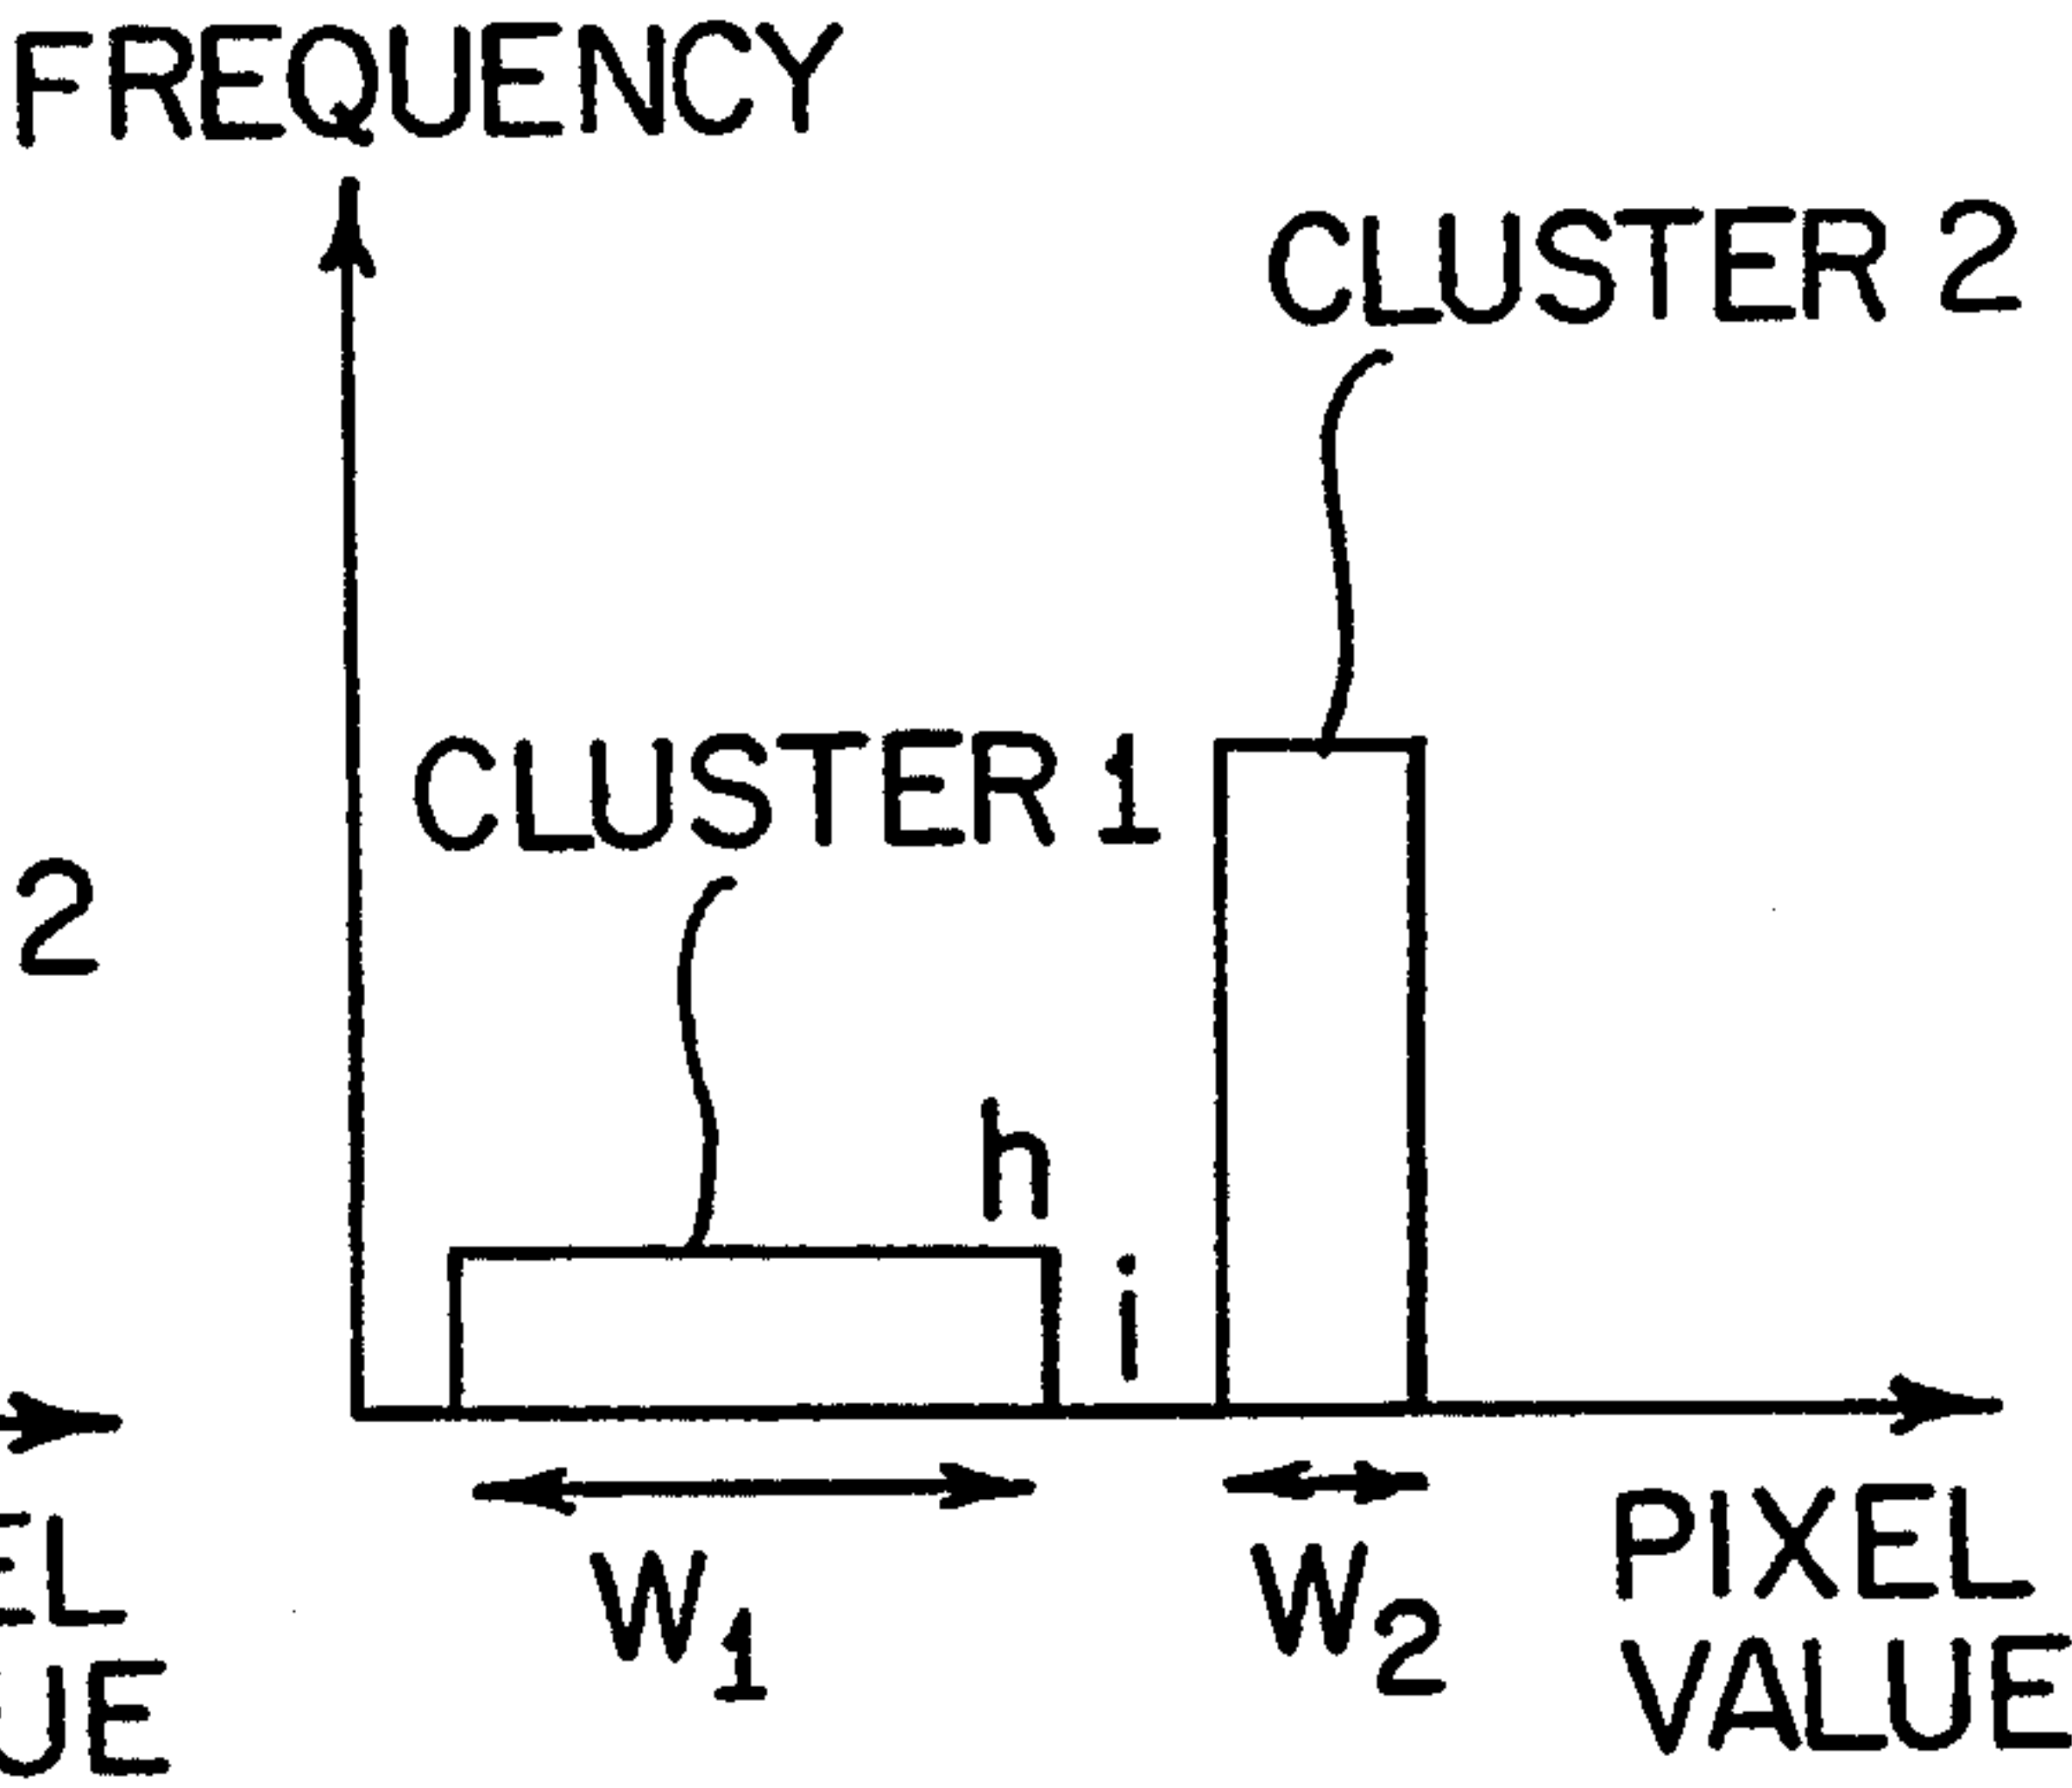 FREQUENCY
CLUSTER 2
CLUSTER 1
2
h
i
W1
W2
PIXEL
VALUE